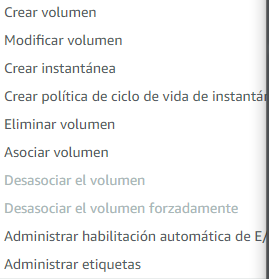 Crear volumen
Modificar volumen
Crear instantánea
Crear política de ciclo de vida de
Eliminar volumen
Asociar volumen
Desasociar el volumen
Desasociar el volumen forzadamente
Administrar habilitación automática de E/
Administrar etiquetas